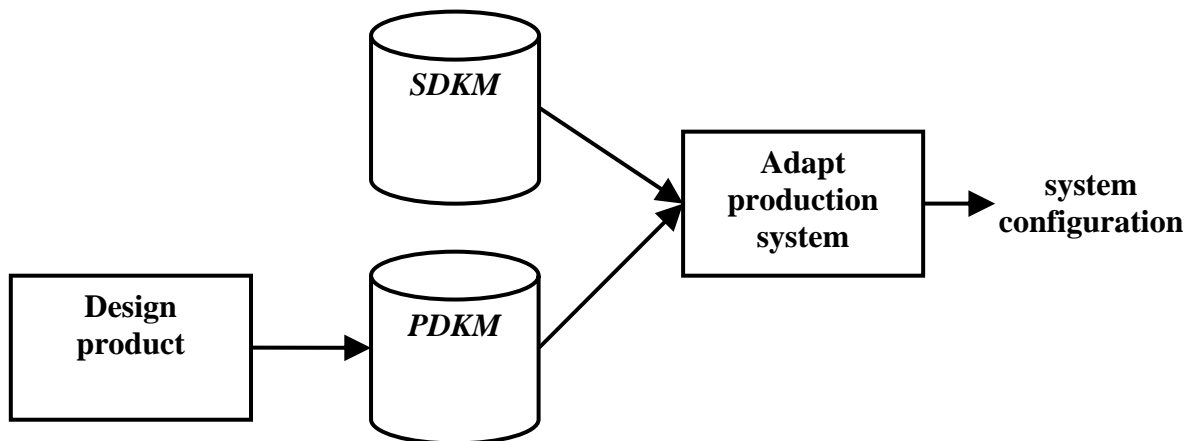 SDKM
Adapt
production
system
system
configuration
Design
product
PDKM